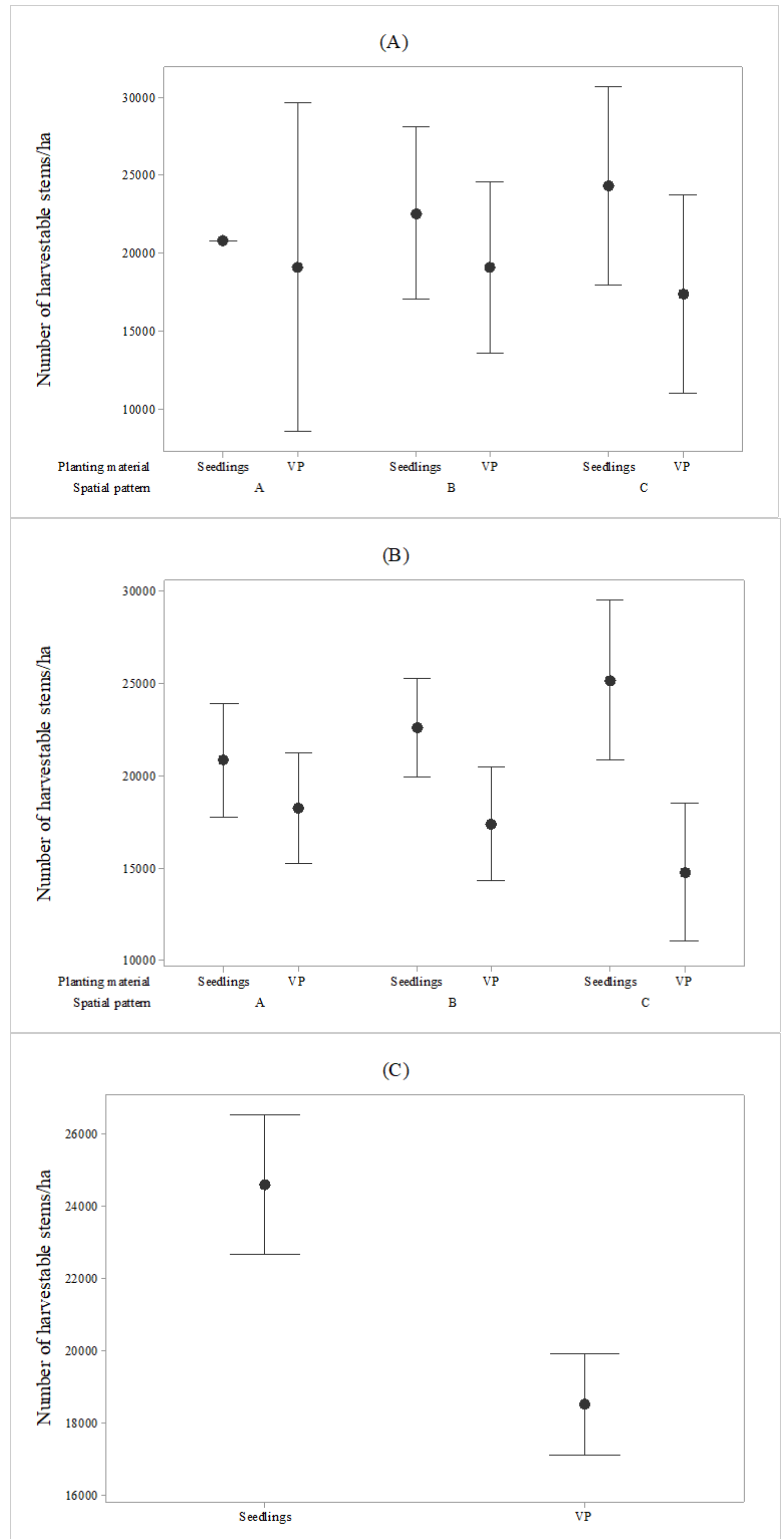 (A)
Number of harvestable stems/ha
30000
25000
20000
15000
10000
Planting material Seedlings VP Seedlings VP Seedlings VP
Spatial pattern A B C
(B)
Number of harvestable stems/ha
30000
25000
20000
15000
10000
Planting material Seedlings VP Seedlings VP Seedlings VP
Spatial pattern A B C
(C)
Number of harvestable stems/ha
26000
24000
22000
20000
18000
16000
Seedlings VP